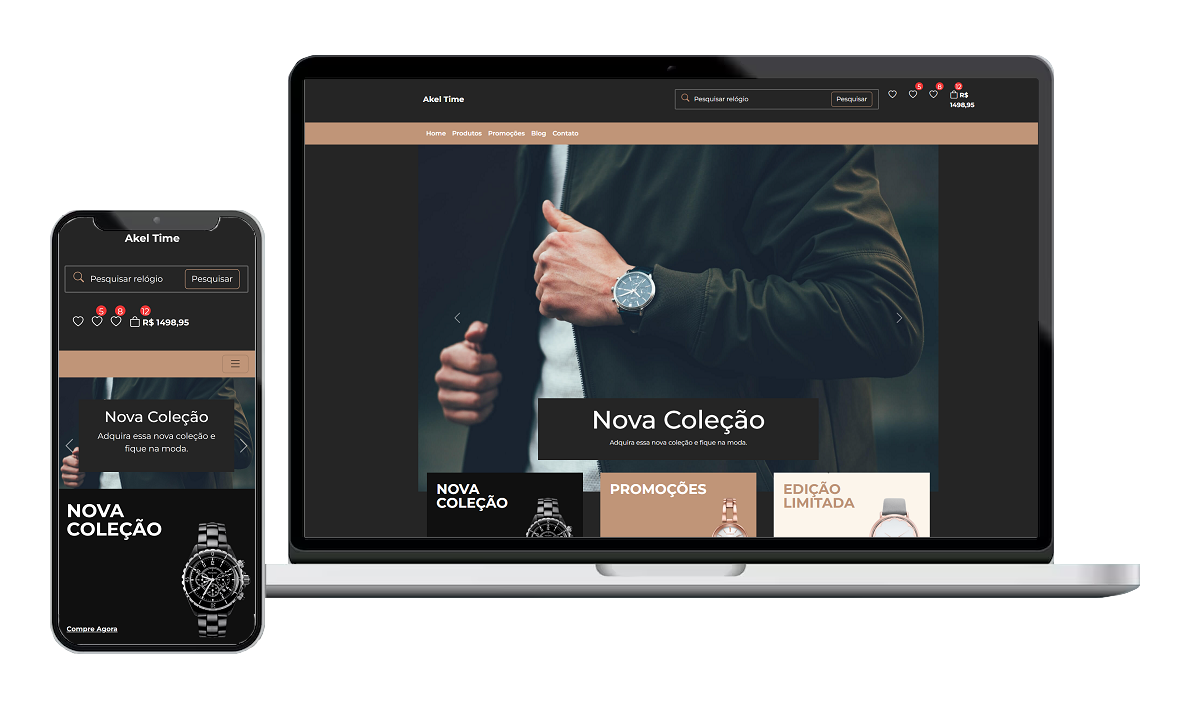 Akel Time
Pesquisar relógio
Pesquisar
5
8
12
R$
1498,95
Home Produtos Promoções Blog Contato
Nova Coleção
Adquira essa nova coleção e fique na moda.
NOVA
COLEÇÃO
PROMOÇÕES
EDIÇÃO
LIMITADA
Akel Time
Pesquisar relógio
Pesquisar
5
8
12
R$ 1498,95
Nova Coleção
Adquira essa nova coleção e
fique na moda.
NOVA
COLEÇÃO
Compre Agora